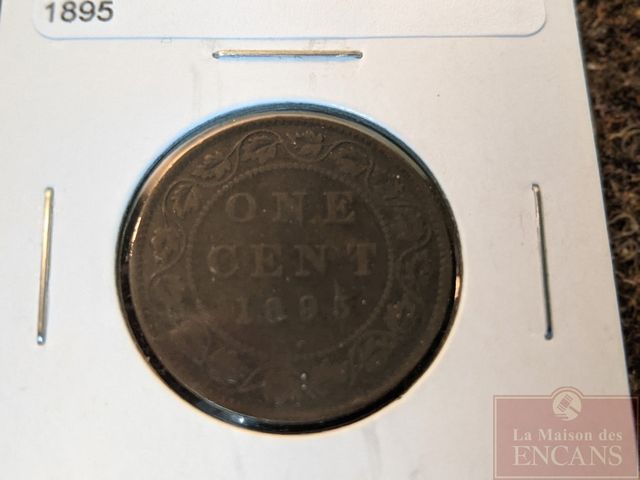 1895
ONE
CENT
1895
La Maison des
ENCANS